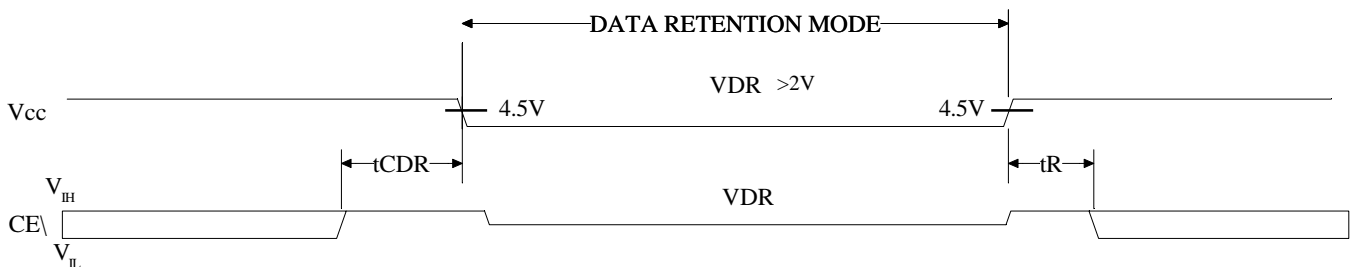 DATA RETENTION MODE
VDR >2V
Vcc
4.5V
4.5V
tCDR
tR
VIH
VDR
CE\
VIL